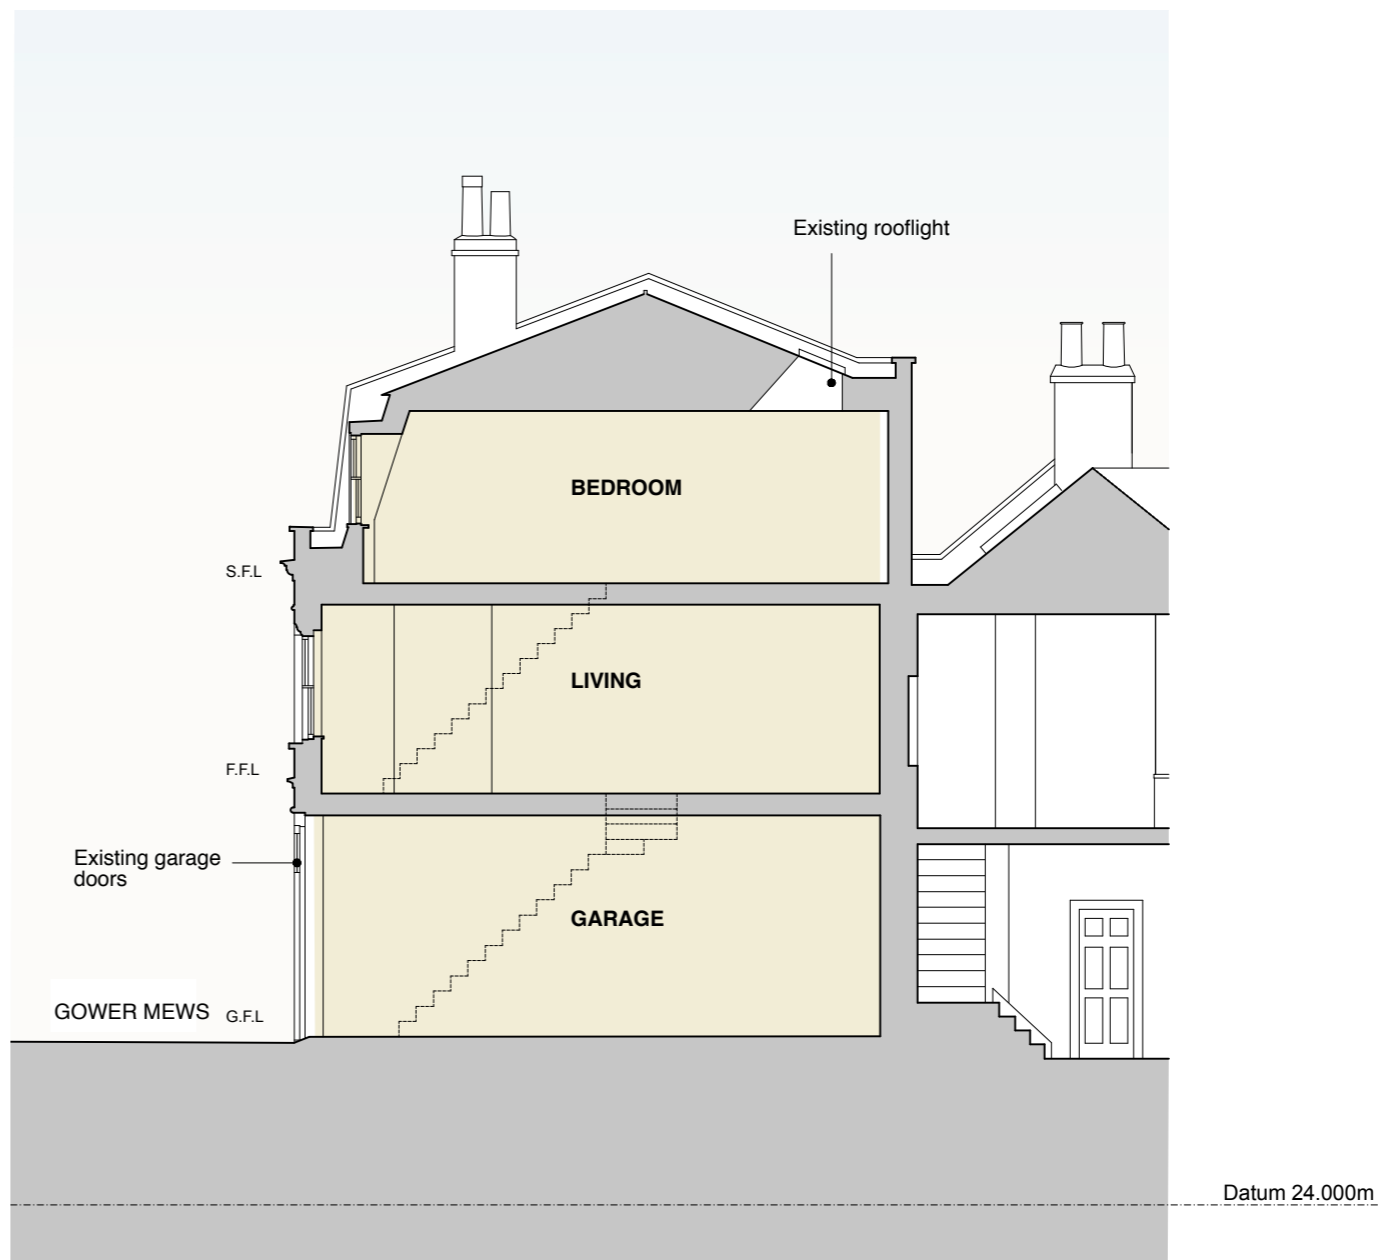 Existing rooflight
BEDROOM
S.F.L
LIVING
F.F.L
Existing garage
doors
GARAGE
GOWER MEWS
G.F.L
Datum 24.000m